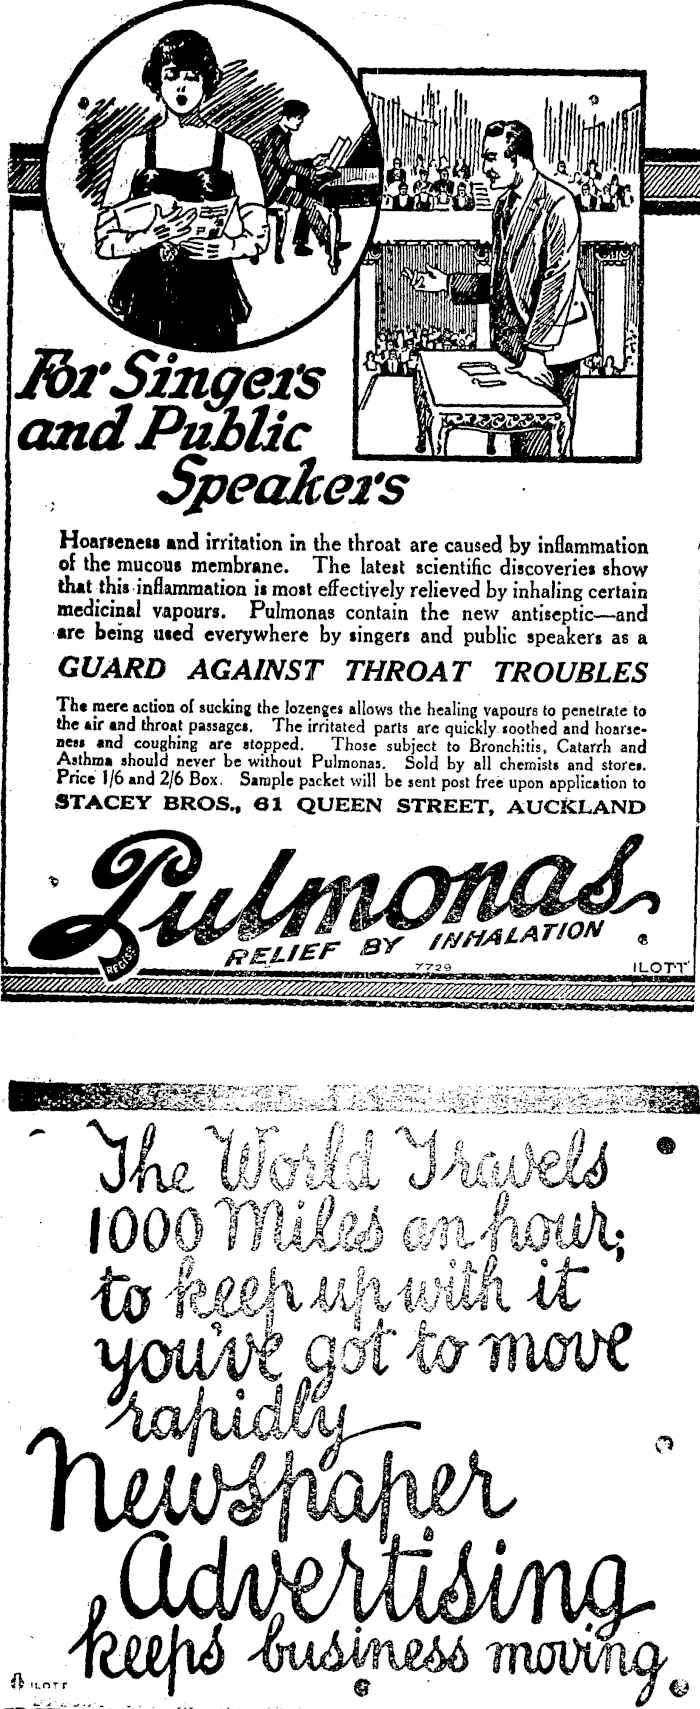 For Singers
and Public
Speakers
Hoarseness and irritation in the throat are caused by inflammation
of the mucous membrane. The latest scientific discoveries show
that this inflammation is most effectively relieved by inhaling certain
medicinal vapours. Pulmonas contain the new antiseptic—and
are being used everywhere by singers and public speakers as a
GUARD AGAINST THROAT TROUBLES
The mere action of sucking the lozenges allows the healing vapours to penetrate to
the air and throat passages. The irritated parts are quickly soothed and hoarse-
ness and coughing are stopped. Those subject to Bronchitis, Catarrh and
Asthma should never be without Pulmonas. Sold by all chemists and stores.
Price 1/6 and 2/6 Box. Sample packet will be sent post free upon application to
STACEY BROS., 61 QUEEN STREET, AUCKLAND
Pulmonas
REGISD
RELIEF BY INHALATION
7729 ILOTT
The World Travels
1000 Miles an hour;
to keep up with it
you've got to move
rapidly—
Newspaper
Advertising
keeps business moving
ILOTT